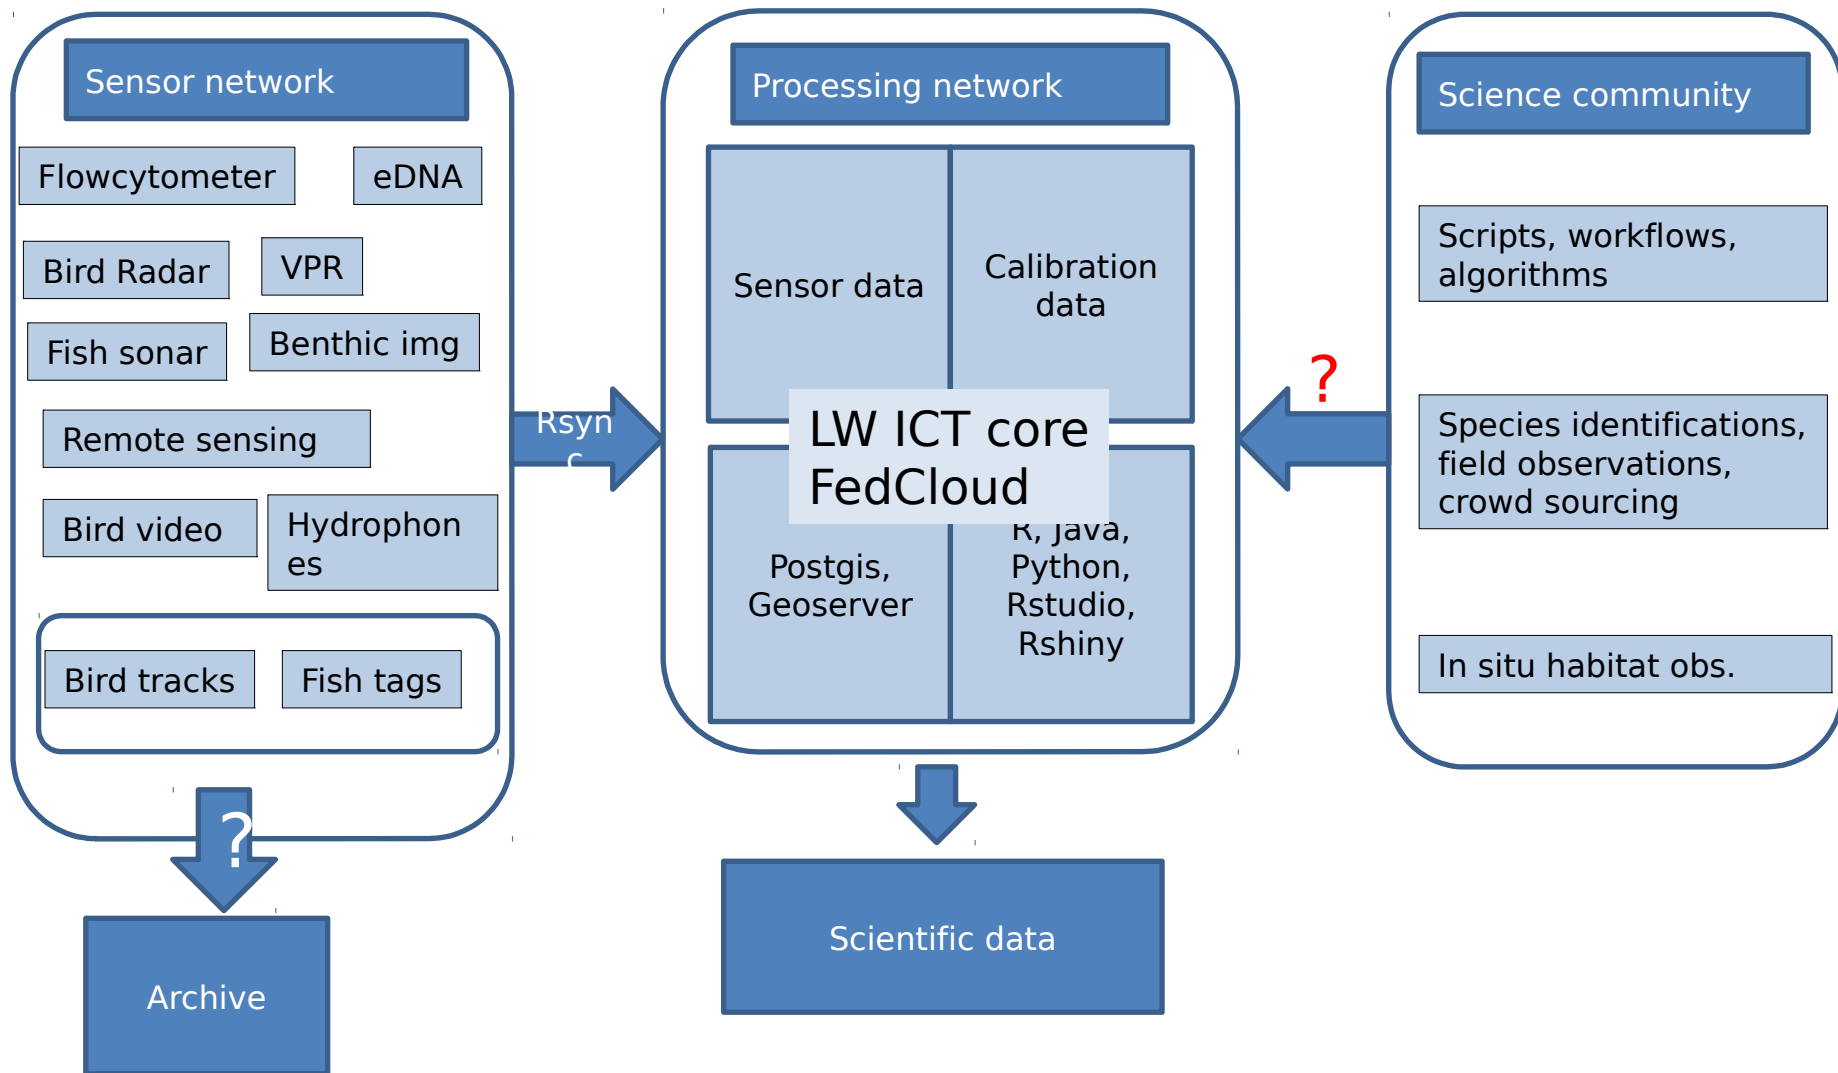 Sensor network
Flowcytometer
eDNA
Bird Radar
VPR
Fish sonar
Benthic img
Remote sensing
Bird video
Hydrophon
es
Bird tracks
Fish tags
?
Archive
Rsyn
c
Processing network
Sensor data
Calibration
data
LW ICT core
FedCloud
Postgis,
Geoserver
R, Java,
Python,
Rstudio,
Rshiny
Scientific data
?
Science community
Scripts, workflows,
algorithms
Species identifications,
field observations,
crowd sourcing
In situ habitat obs.